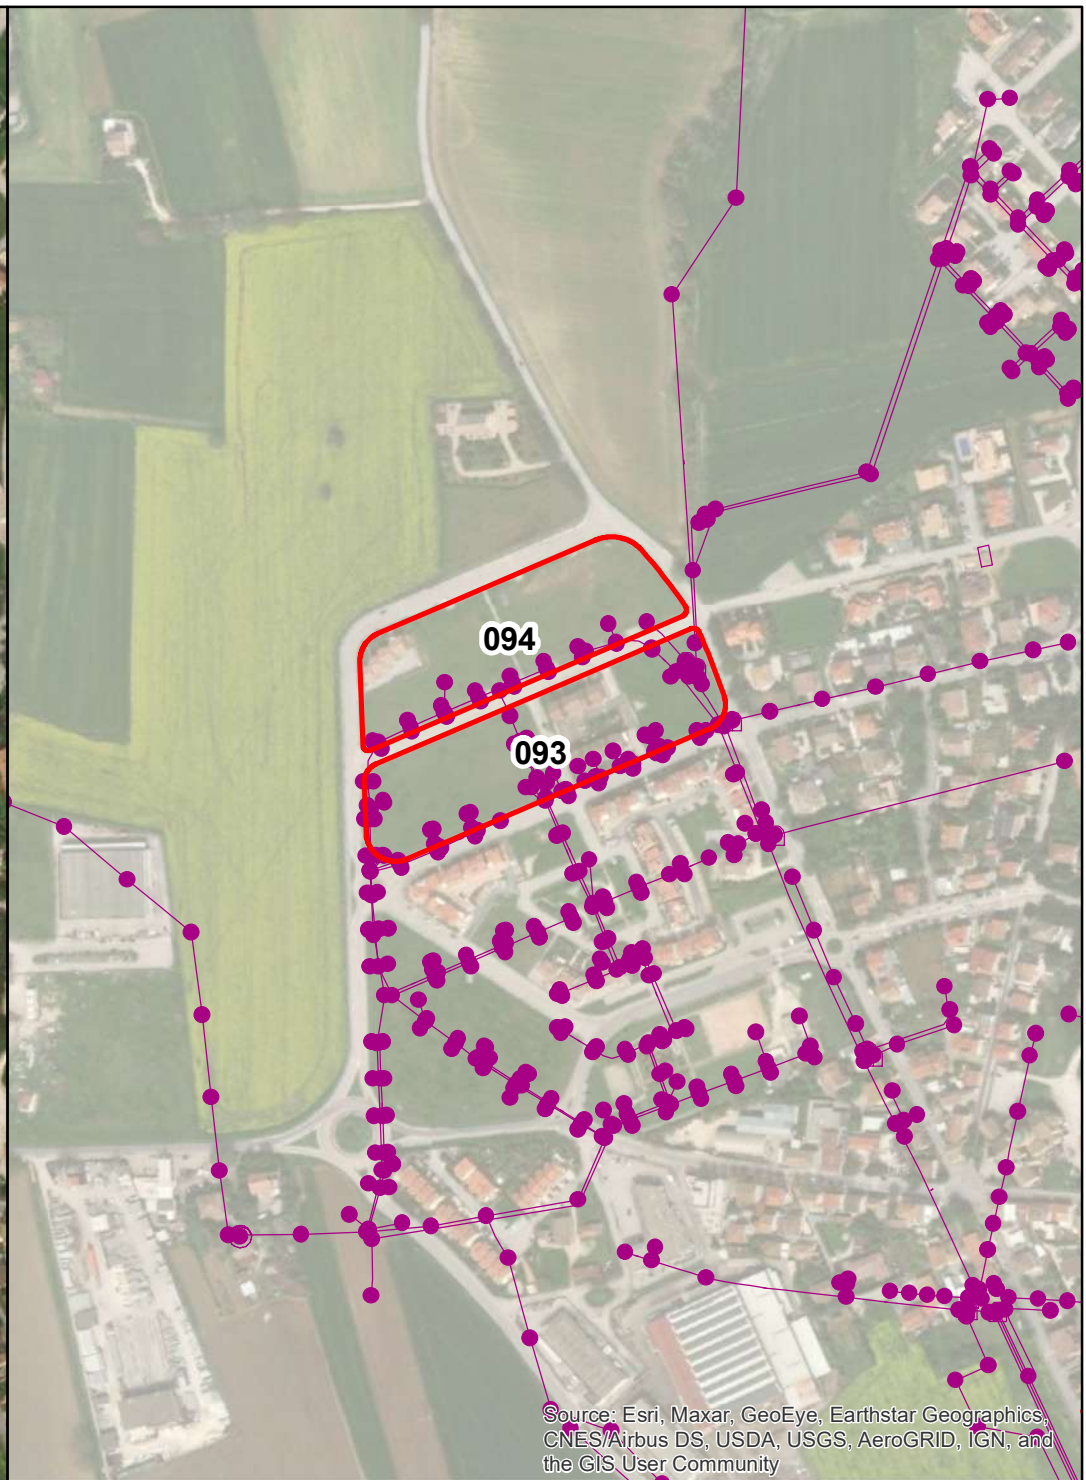 094
093
Source: Esri, Maxar, GeoEye, Earthstar Geographics,
CNES/Airbus DS, USDA, USGS, AeroGRID, IGN, and
the GIS User Community